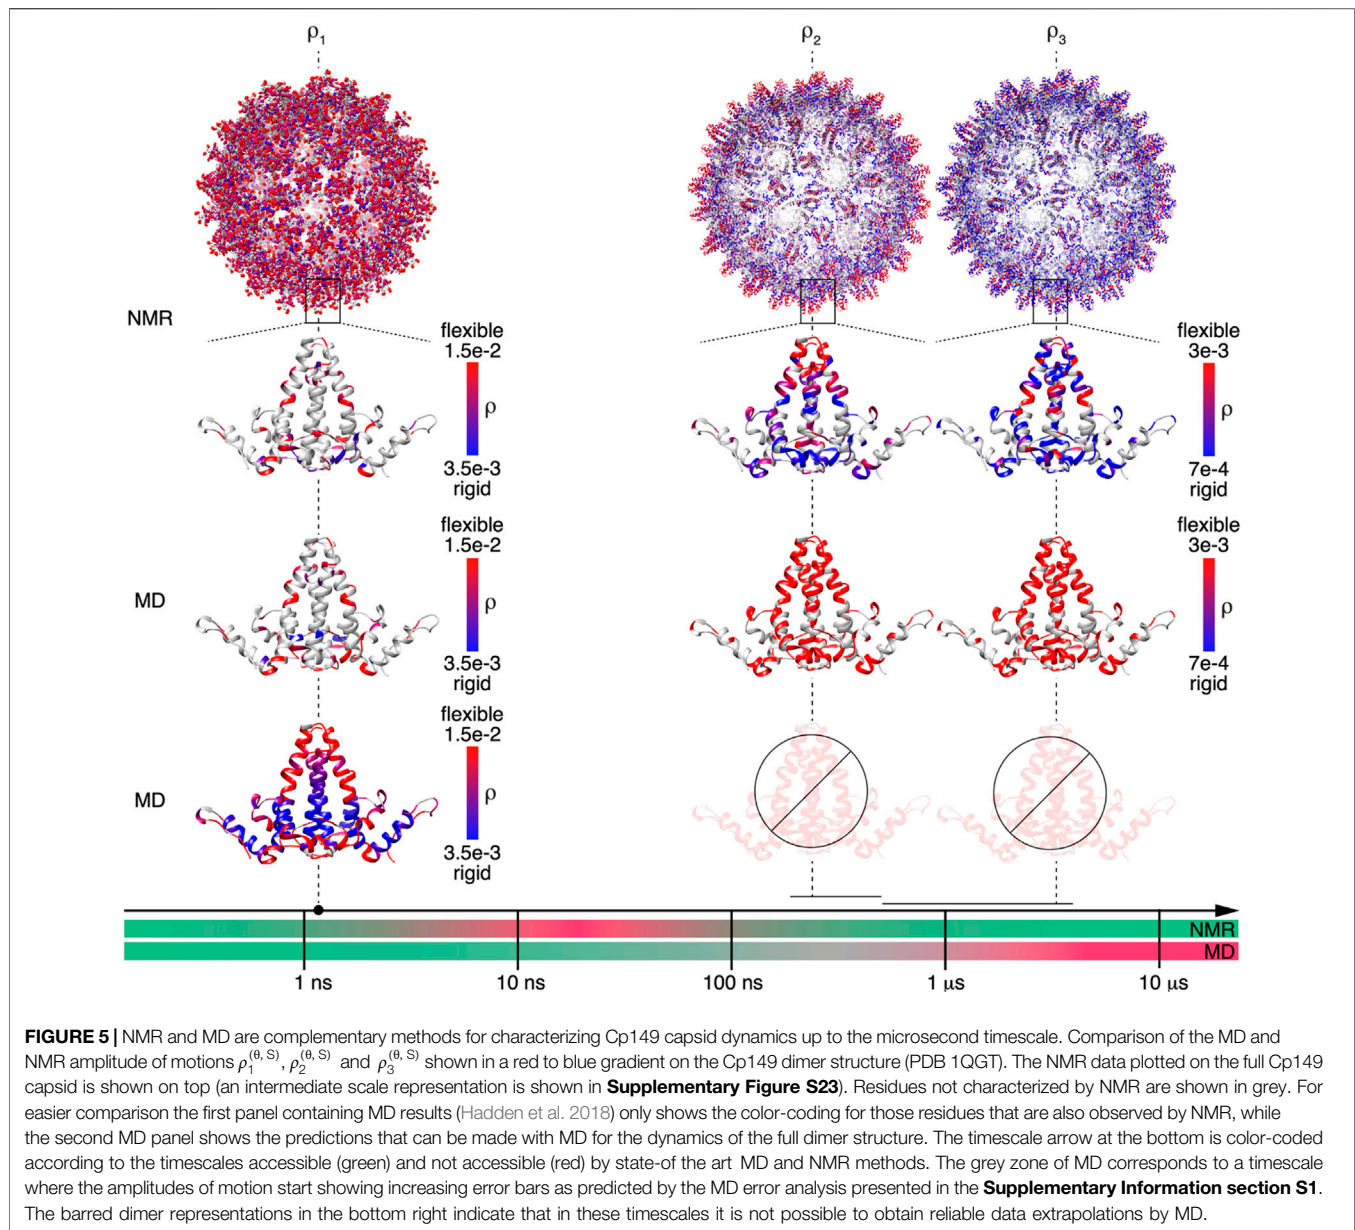 ρ1 ρ2 ρ3
NMR
flexible
1.5e-2
ρ
3.5e-3
rigid
flexible
3e-3
ρ
7e-4
rigid
MD
flexible
1.5e-2
ρ
3.5e-3
rigid
flexible
3e-3
ρ
7e-4
rigid
MD
flexible
1.5e-2
ρ
3.5e-3
rigid
NMR
MD
1 ns 10 ns 100 ns 1 μs 10 μs
FIGURE 5 | NMR and MD are complementary methods for characterizing Cp149 capsid dynamics up to the microsecond timescale. Comparison of the MD and
NMR amplitude of motions ρ1(θ, S), ρ2(θ, S) and ρ3(θ, S) shown in a red to blue gradient on the Cp149 dimer structure (PDB 1QGT). The NMR data plotted on the full Cp149
capsid is shown on top (an intermediate scale representation is shown in Supplementary Figure S23). Residues not characterized by NMR are shown in grey. For
easier comparison the first panel containing MD results (Hadden et al. 2018) only shows the color-coding for those residues that are also observed by NMR, while
the second MD panel shows the predictions that can be made with MD for the dynamics of the full dimer structure. The timescale arrow at the bottom is color-coded
according to the timescales accessible (green) and not accessible (red) by state-of the art MD and NMR methods. The grey zone of MD corresponds to a timescale
where the amplitudes of motion start showing increasing error bars as predicted by the MD error analysis presented in the Supplementary Information section S1.
The barred dimer representations in the bottom right indicate that in these timescales it is not possible to obtain reliable data extrapolations by MD.